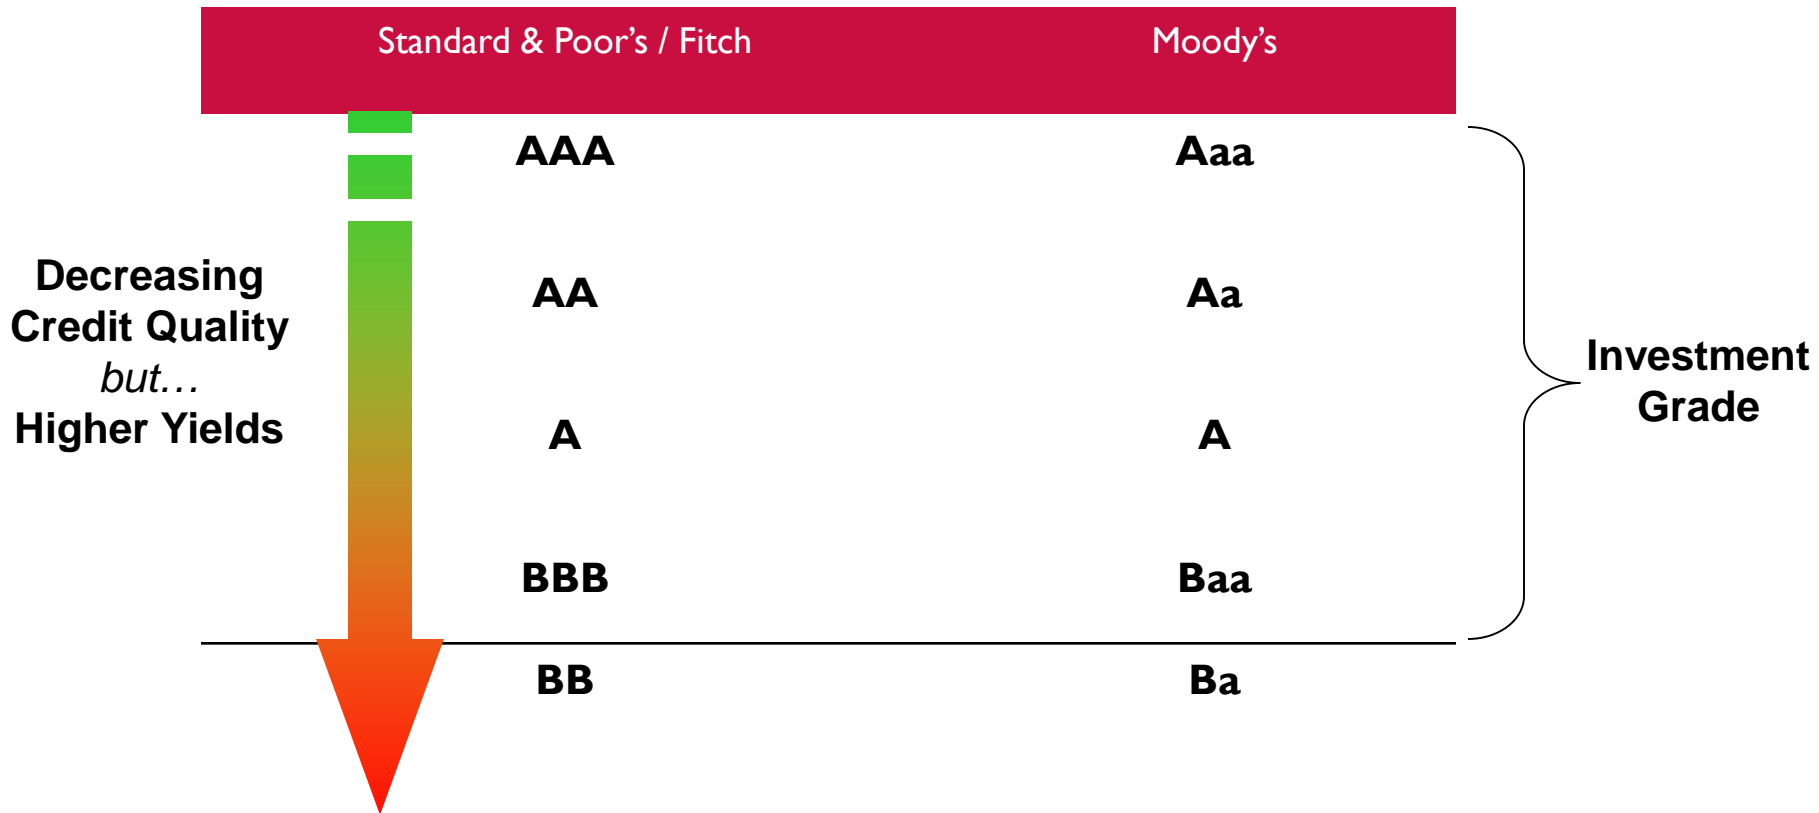 Standard & Poor’s / Fitch Moody’s
AAA Aaa
AA Aa
Decreasing
Credit Quality
but…
Higher Yields
A A
Investment
Grade
BBB Baa
BB Ba